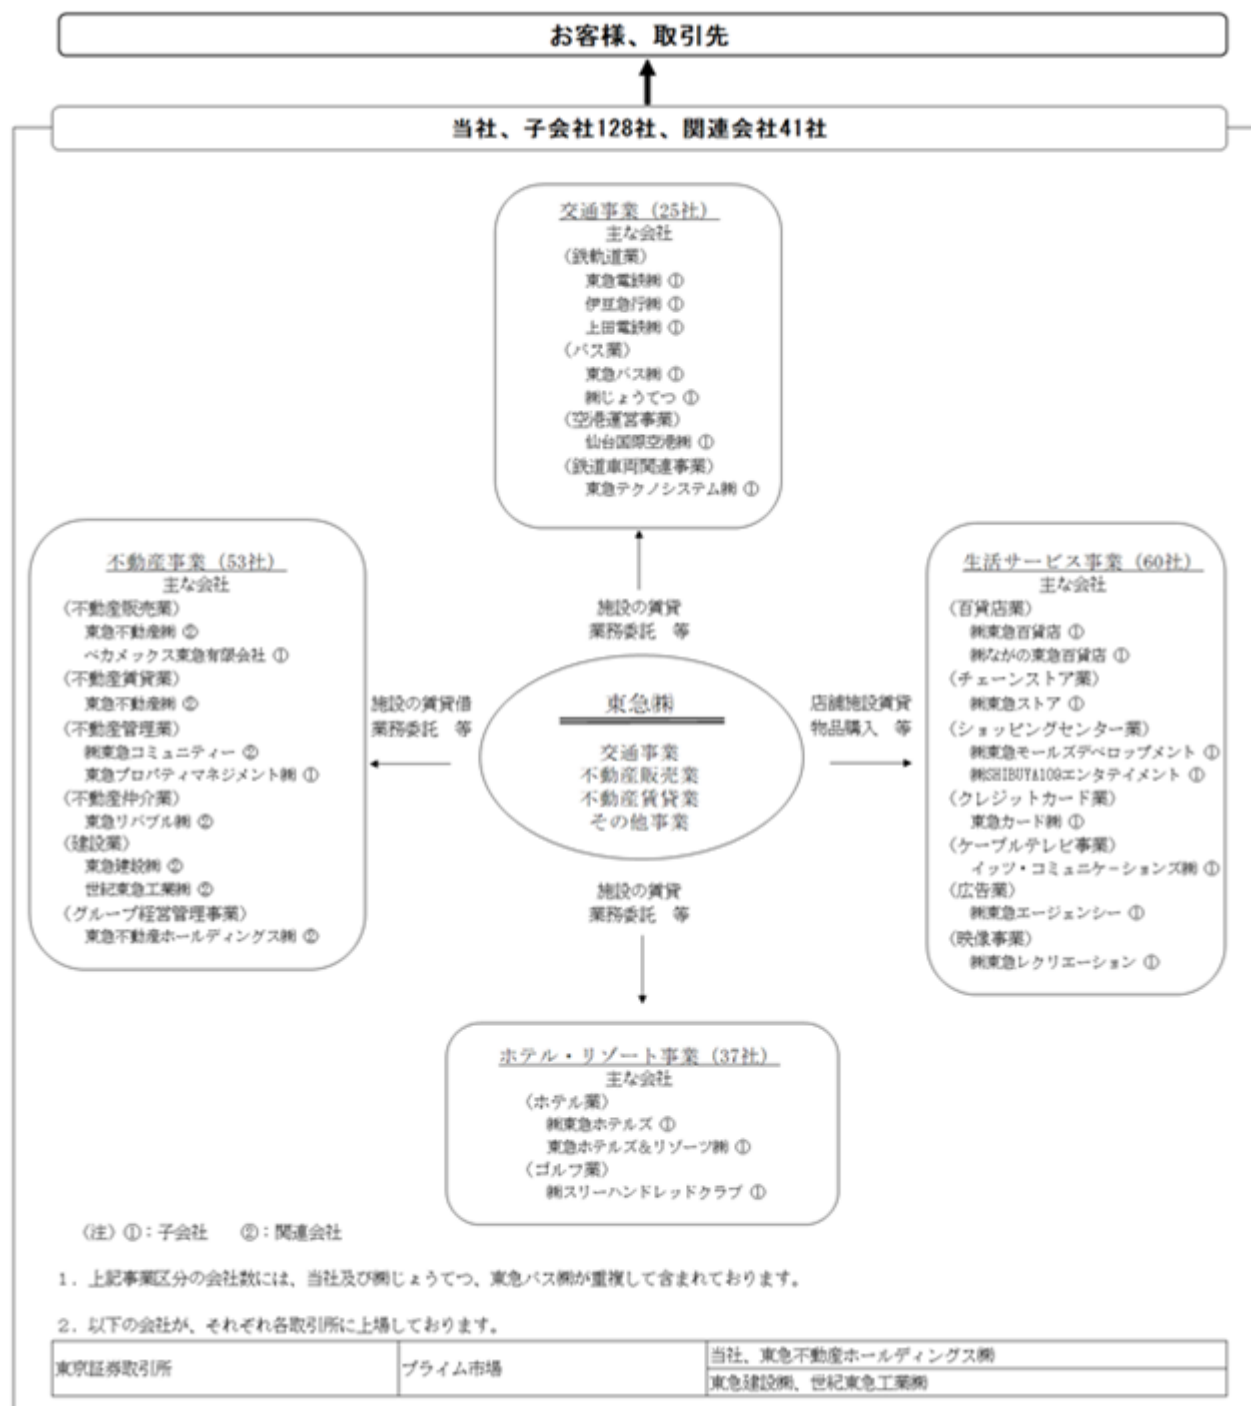 お客様、取引先
当社、子会社128社、関連会社41社
交通事業（25社）
主な会社
（鉄軌道業）
東急電鉄㈱ ①
伊豆急行㈱ ①
上田電鉄㈱ ①
（バス業）
東急バス㈱ ①
㈱じょうてつ ①
（空港運営事業）
仙台国際空港㈱ ①
（鉄道車両関連事業）
東急テクノシステム㈱ ①
不動産事業（53社）
主な会社
（不動産販売業）
東急不動産㈱ ②
ベカメックス東急有限会社 ①
（不動産賃貸業）
東急不動産㈱ ②
（不動産管理業）
㈱東急コミュニティー ②
東急プロパティマネジメント㈱ ①
（不動産仲介業）
東急リバブル㈱ ②
（建設業）
東急建設㈱ ②
世紀東急工業㈱ ②
（グループ経営管理事業）
東急不動産ホールディングス㈱ ②
施設の賃貸
業務委託　等
施設の賃貸借
業務委託　等
東急㈱
交通事業
不動産販売業
不動産賃貸業
その他事業
店舗施設賃貸
物品購入　等
施設の賃貸
業務委託　等
生活サービス事業（60社）
主な会社
（百貨店業）
㈱東急百貨店 ①
㈱ながの東急百貨店 ①
（チェーンストア業）
㈱東急ストア ①
（ショッピングセンター業）
㈱東急モールズデベロップメント ①
㈱SHIBUYA109エンタテイメント ①
（クレジットカード業）
東急カード㈱ ①
（ケーブルテレビ事業）
イッツ・コミュニケーションズ㈱ ①
（広告業）
㈱東急エージェンシー ①
（映像事業）
㈱東急レクリエーション ①
ホテル・リゾート事業（37社）
主な会社
（ホテル業）
㈱東急ホテルズ ①
東急ホテルズ&リゾーツ㈱ ①
（ゴルフ業）
㈱スリーハンドレッドクラブ ①
（注）①：子会社　②：関連会社
１．上記事業区分の会社数には、当社及び㈱じょうてつ、東急バス㈱が重複して含まれております。
２．以下の会社が、それぞれ各取引所に上場しております。
東京証券取引所
プライム市場
当社、東急不動産ホールディングス㈱
東急建設㈱、世紀東急工業㈱